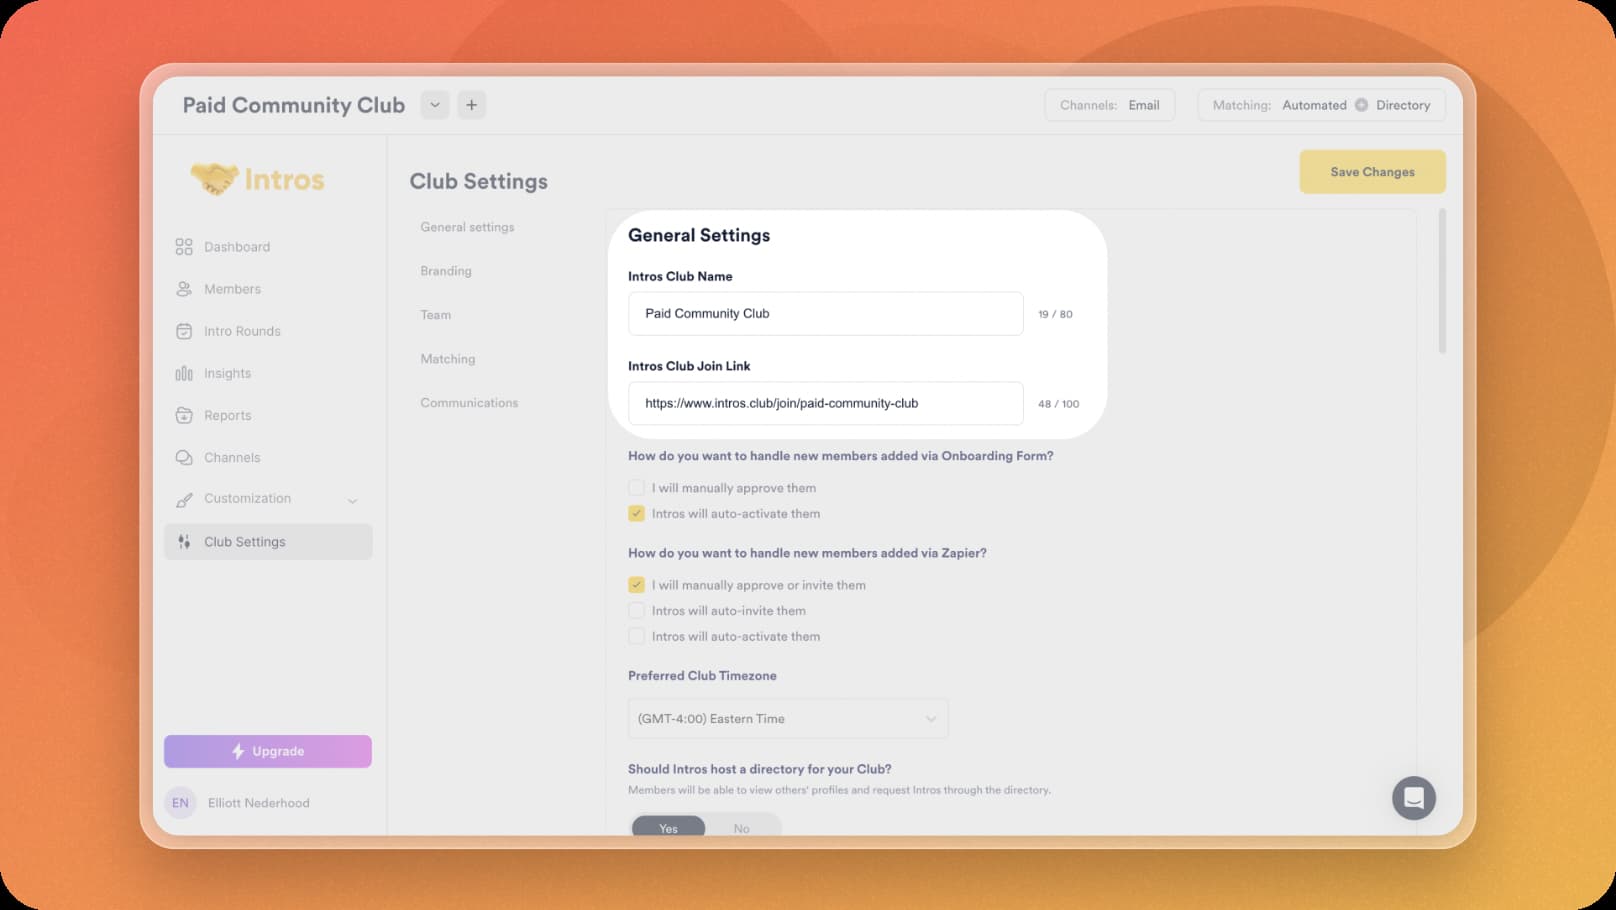 Paid Community Club
Channels: Email
Matching: Automated Directory
Intros
Dashboard
Members
Intro Rounds
Insights
Reports
Channels
Customization
Club Settings
Upgrade
EN Elliott Nederhood
Club Settings
Save Changes
General settings
Branding
Team
Matching
Communications
General Settings
Intros Club Name
Paid Community Club 19 / 80
Intros Club Join Link
https://www.intros.club/join/paid-community-club 48 / 100
How do you want to handle new members added via Onboarding Form?
I will manually approve them
Intros will auto-activate them
How do you want to handle new members added via Zapier?
I will manually approve or invite them
Intros will auto-invite them
Intros will auto-activate them
Preferred Club Timezone
(GMT-4:00) Eastern Time
Should Intros host a directory for your Club?
Members will be able to view others' profiles and request Intros through the directory.
Yes No